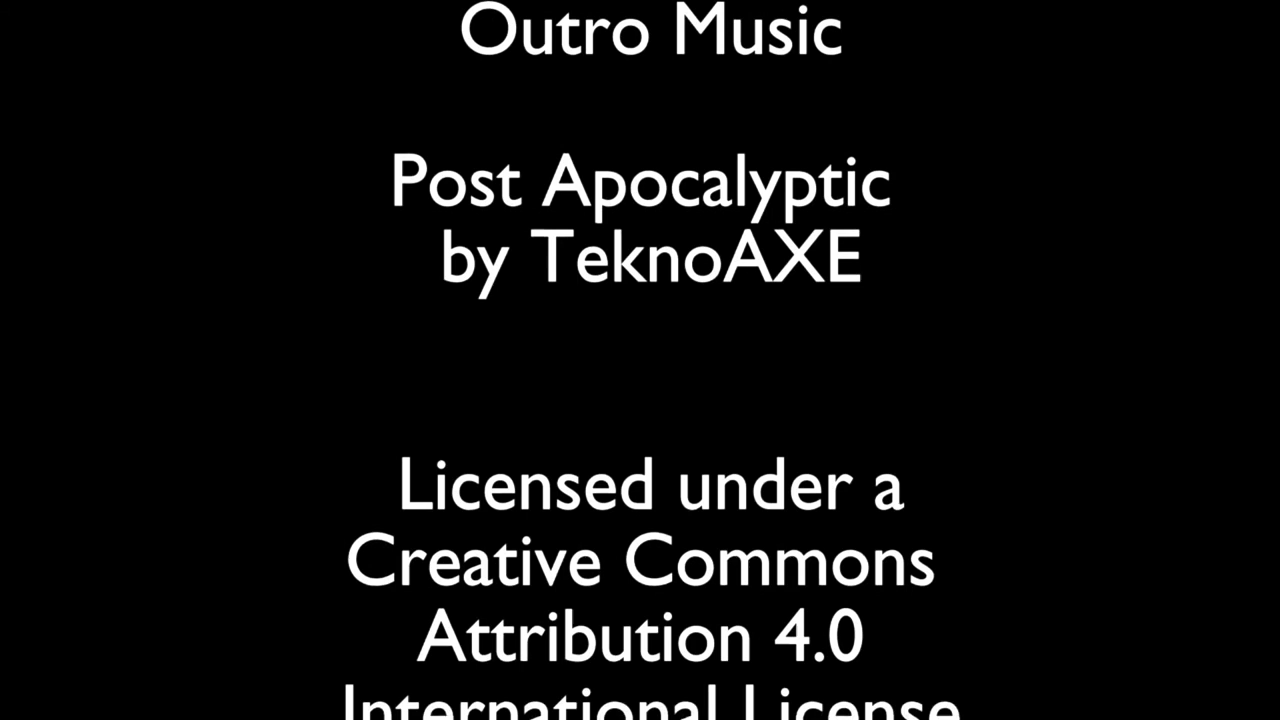 Outro Music
Post Apocalyptic
by TeknoAXE
Licensed under a
Creative Commons
Attribution 4.0
International License